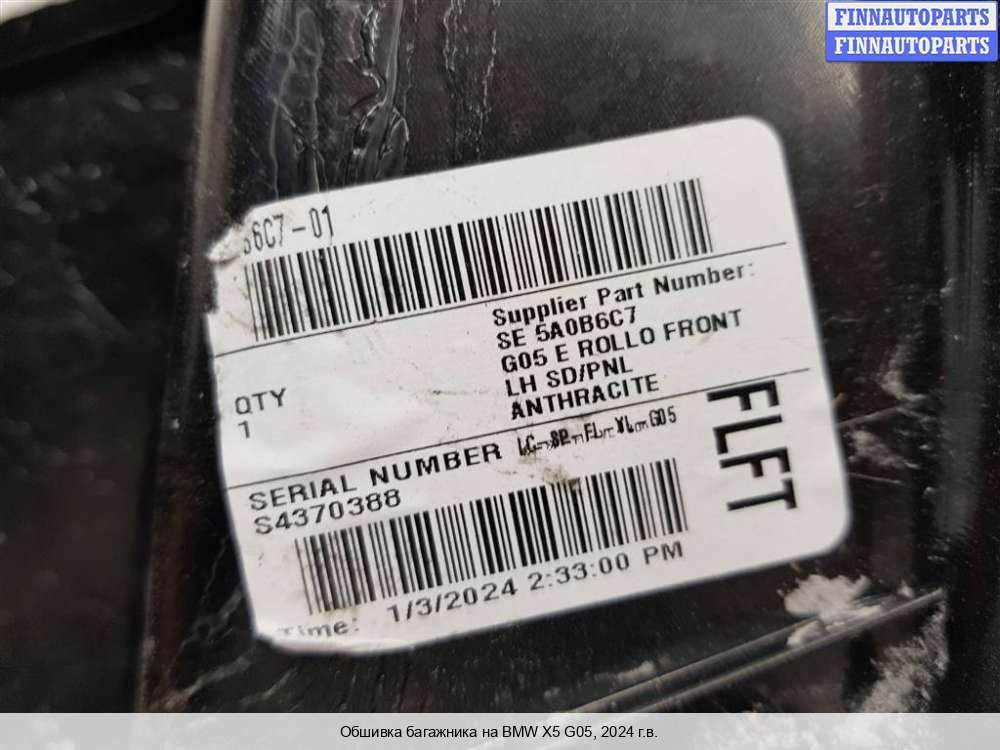 FINNAUTOPARTS
FINNAUTOPARTS
6C7-01
Supplier Part Number:
SE 5A0B6C7
G05 E ROLLO FRONT
LH SD/PNL
ANTHRACITE
QTY
1
FLFT
SERIAL NUMBER
S4370388
Time: 1/3/2024 2:33:00 PM
Обшивка багажника на BMW X5 G05, 2024 г.в.